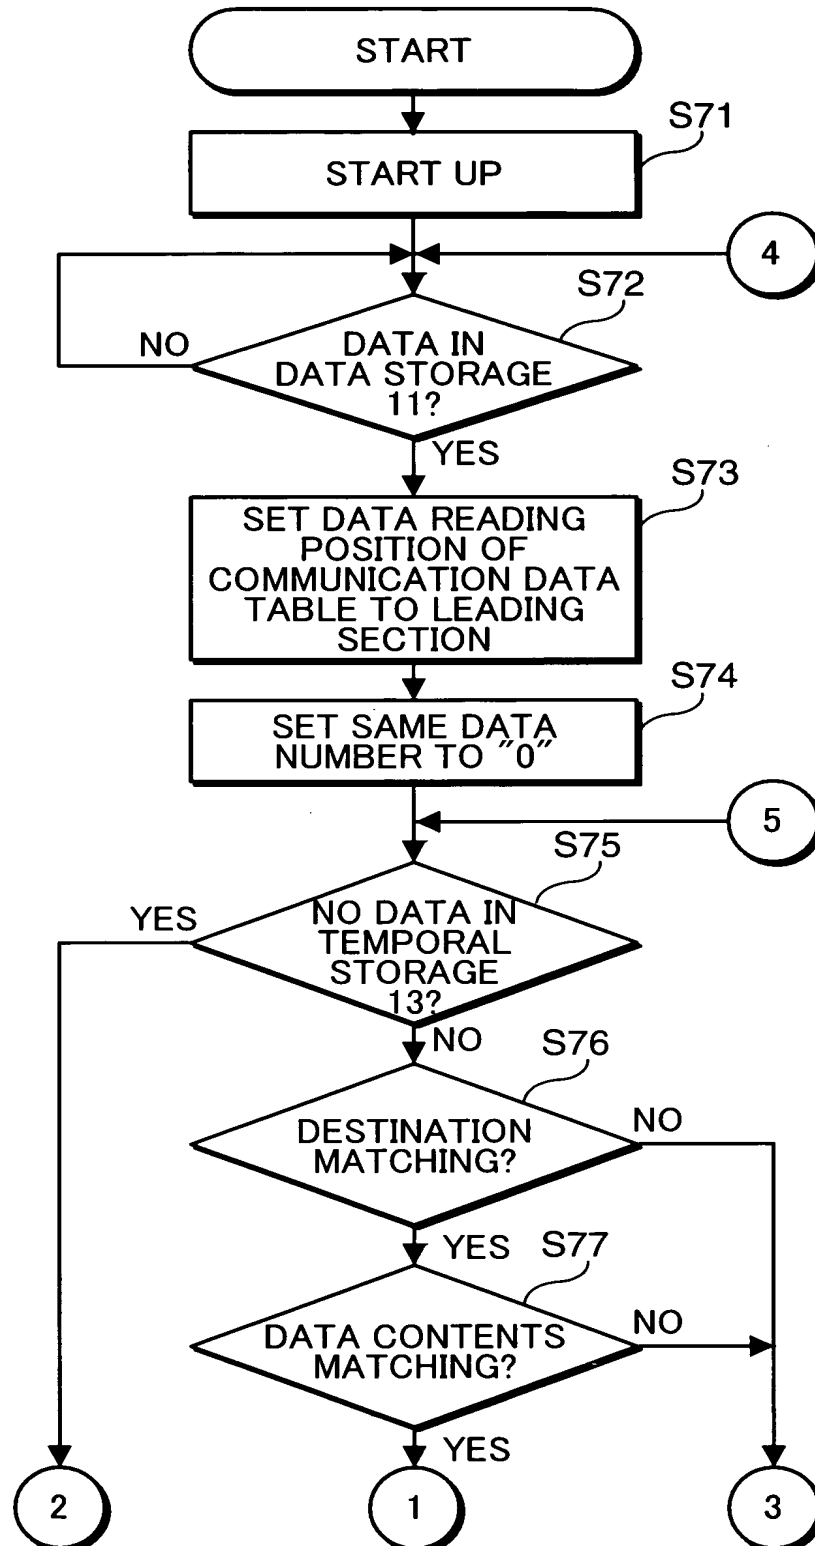 START
S71
START UP
4
S72
NO
DATA IN
DATA STORAGE
11?
YES
S73
SET DATA READING
POSITION OF
COMMUNICATION DATA
TABLE TO LEADING
SECTION
S74
SET SAME DATA
NUMBER TO "0"
5
S75
YES
NO DATA IN
TEMPORAL
STORAGE
13?
NO
S76
DESTINATION
MATCHING?
NO
YES
S77
DATA CONTENTS
MATCHING?
NO
YES
2
1
3